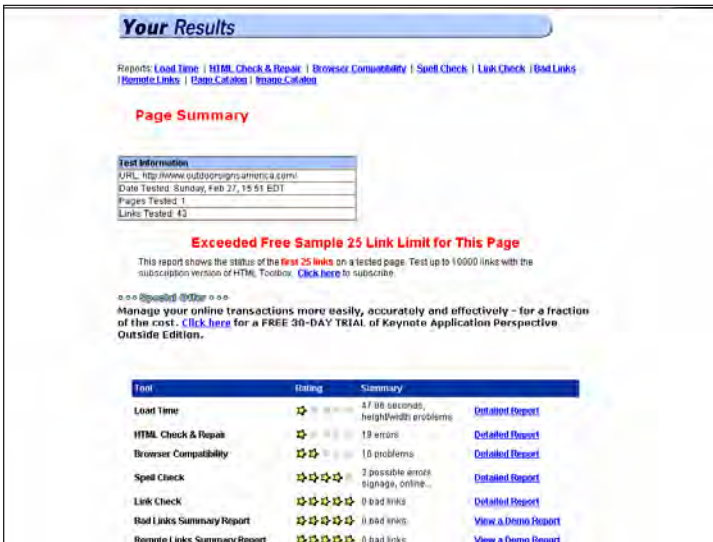 Your Results
Reports: Load Time | HTML Check & Repair | Browser Compatibility | Spell Check | Link Check | Bad Links
| Remote Links | Page Catalog | Image Catalog
Page Summary
Test Information
URL: http://www.outdoorsignsamerica.com/
Date Tested: Sunday, Feb 27, 15:51 EDT
Pages Tested: 1
Links Tested: 43
Exceeded Free Sample 25 Link Limit for This Page
This report shows the status of the first 25 links on a tested page. Test up to 10000 links with the
subscription version of HTML Toolbox. Click here to subscribe.
ooo Special Offer ooo
Manage your online transactions more easily, accurately and effectively - for a fraction
of the cost. Click here for a FREE 30-DAY TRIAL of Keynote Application Perspective
Outside Edition.
Tool Rating Summary
Load Time 47.66 seconds, height/width problems Detailed Report
HTML Check & Repair 19 errors Detailed Report
Browser Compatibility problems Detailed Report
Spell Check possible errors signage, online... Detailed Report
Link Check 0 bad links Detailed Report
Bad Links Summary Report 0 bad links View a Demo Report
Remote Links Summary Report 0 bad links View a Demo Report